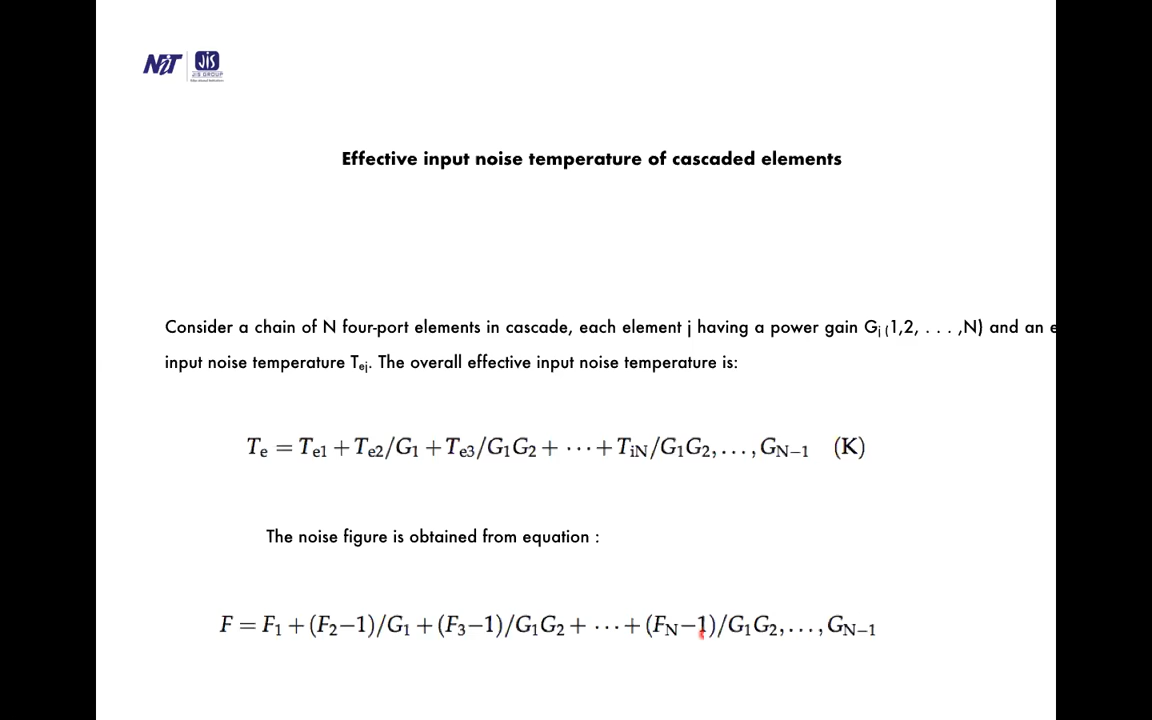 NiT JIS
JIS GROUP
Effective input noise temperature of cascaded elements
Consider a chain of N four-port elements in cascade, each element j having a power gain Gj (1,2, . . . ,N) and an e
input noise temperature Tej. The overall effective input noise temperature is:
Te = Te1 + Te2/G1 + Te3/G1G2 + ··· + TiN/G1G2, ..., GN−1 (K)
The noise figure is obtained from equation :
F = F1 + (F2−1)/G1 + (F3−1)/G1G2 + ··· + (FN−1)/G1G2, ..., GN−1